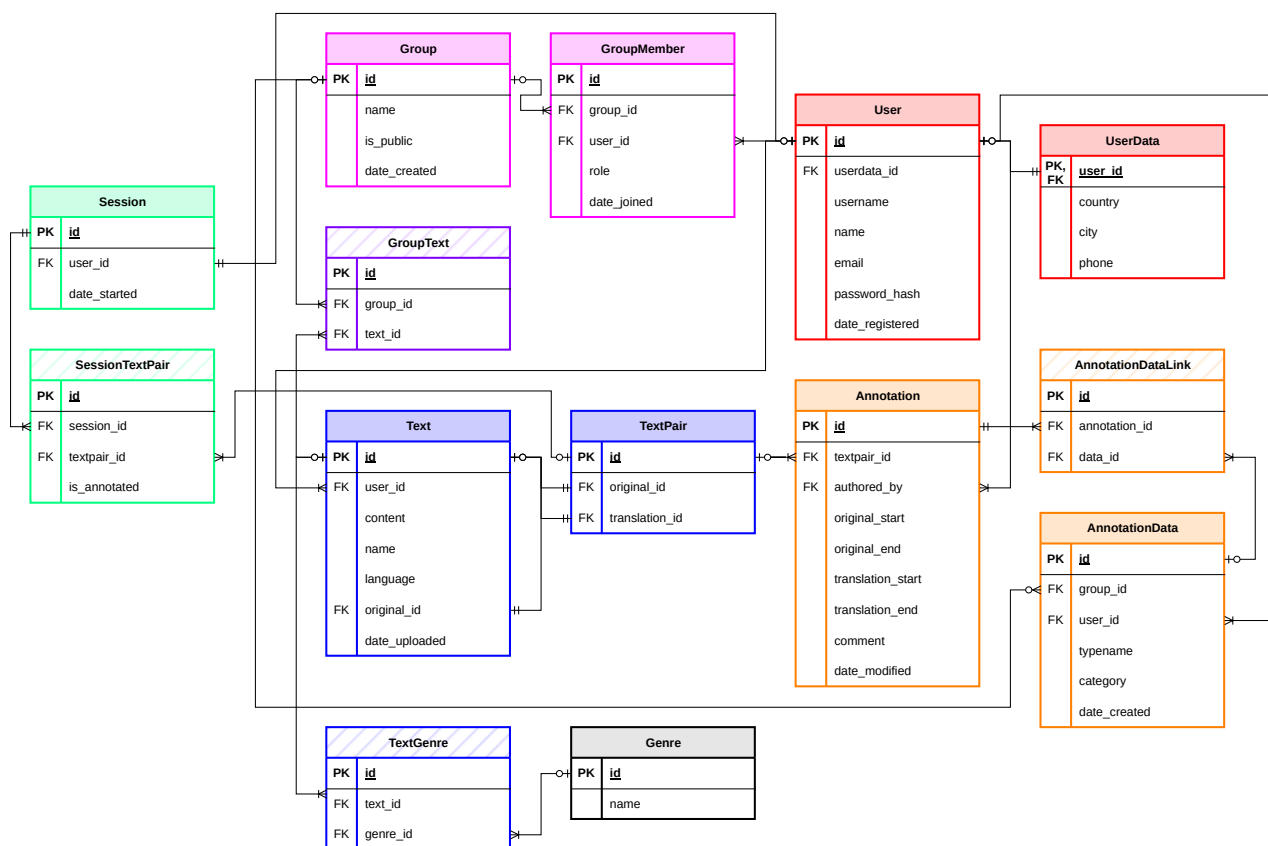 Group
PK id
name
is_public
date_created
GroupMember
PK id
FK group_id
FK user_id
role
date_joined
User
PK id
FK userdata_id
username
name
email
password_hash
date_registered
UserData
PK, FK user_id
country
city
phone
Session
PK id
FK user_id
date_started
GroupText
PK id
FK group_id
FK text_id
SessionTextPair
PK id
FK session_id
FK textpair_id
is_annotated
Text
PK id
FK user_id
content
name
language
FK original_id
date_uploaded
TextPair
PK id
FK original_id
FK translation_id
Annotation
PK id
FK textpair_id
FK authored_by
original_start
original_end
translation_start
translation_end
comment
date_modified
AnnotationDataLink
PK id
FK annotation_id
FK data_id
AnnotationData
PK id
FK group_id
FK user_id
typename
category
date_created
TextGenre
PK id
FK text_id
FK genre_id
Genre
PK id
name